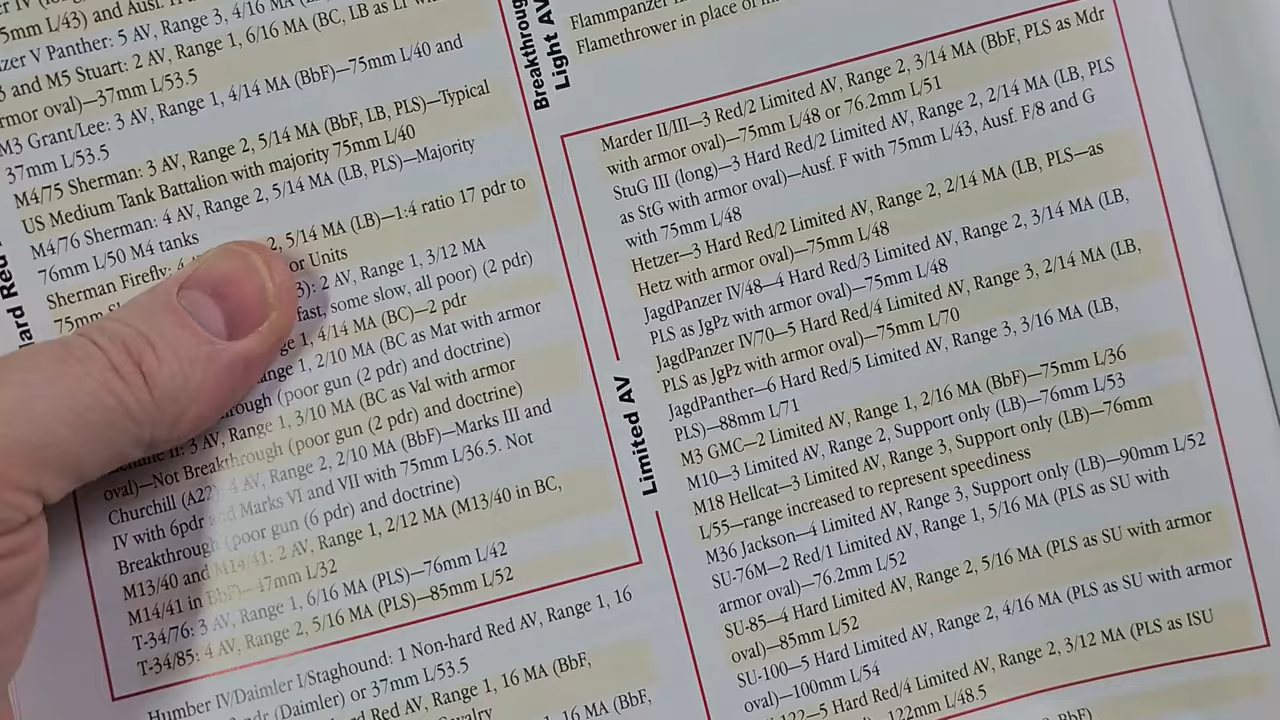 5mm L/43) and Ausf.
Panther: 5 AV, Range 3, 4/16 MA
and M5 Stuart: 2 AV, Range 1, 6/16 MA (BC, LB as LT
oval)—37mm L/53.5
M3 Grant/Lee: 3 AV, Range 1, 4/14 MA (BbF)—75mm L/40 and
37mm L/53.5
M4/75 Sherman: 3 AV, Range 2, 5/14 MA (BbF, LB, PLS)—Typical
US Medium Tank Battalion with majority 75mm L/40
M4/76 Sherman: 4 AV, Range 2, 5/14 MA (LB, PLS)—Majority
76mm L/50 M4 tanks
Sherman Firefly: 2, 5/14 MA (LB)—1:4 ratio 17 pdr to
75mm or Units
2 AV, Range 1, 3/12 MA
fast, some slow, all poor) (2 pdr)
1, 4/14 MA (BC)—2 pdr
1, 2/10 MA (BC as Mat with armor
(poor gun (2 pdr) and doctrine)
II: 3 AV, Range 1, 3/10 MA (BC as Val with armor
oval)—Not Breakthrough (poor gun (2 pdr) and doctrine)
Churchill (A22): 4 AV, Range 2, 2/10 MA (BbF)—Marks III and
IV with 6pdr and Marks VI and VII with 75mm L/36.5. Not
Breakthrough (poor gun (6 pdr) and doctrine)
M13/40 and M14/41: 2 AV, Range 1, 2/12 MA (M13/40 in BC,
M14/41 in BbF)—47mm L/32
T-34/76: 3 AV, Range 1, 6/16 MA (PLS)—76mm L/42
T-34/85: 4 AV, Range 2, 5/16 MA (PLS)—85mm L/52
Humber IV/Daimler I/Staghound: 1 Non-hard Red AV, Range 1, 16
(Daimler) or 37mm L/53.5
Red AV, Range 1, 16 MA (BbF,
1, 16 MA (BbF,
Red
Breakthrough
Light AV
Flammpanzer
Flamethrower in place of
Limited AV
Marder II/III—3 Red/2 Limited AV, Range 2, 3/14 MA (BbF, PLS as Mdr
with armor oval)—75mm L/48 or 76.2mm L/51
StuG III (long)—3 Hard Red/2 Limited AV, Range 2, 2/14 MA (LB, PLS
as StG with armor oval)—Ausf. F with 75mm L/43, Ausf. F/8 and G
with 75mm L/48
Hetzer—3 Hard Red/2 Limited AV, Range 2, 2/14 MA (LB, PLS—as
Hetz with armor oval)—75mm L/48
JagdPanzer IV/48—4 Hard Red/3 Limited AV, Range 2, 3/14 MA (LB,
PLS as JgPz with armor oval)—75mm L/48
JagdPanzer IV/70—5 Hard Red/4 Limited AV, Range 3, 2/14 MA (LB,
PLS as JgPz with armor oval)—75mm L/70
JagdPanther—6 Hard Red/5 Limited AV, Range 3, 3/16 MA (LB,
PLS)—88mm L/71
M3 GMC—2 Limited AV, Range 1, 2/16 MA (BbF)—75mm L/36
M10—3 Limited AV, Range 2, Support only (LB)—76mm L/53
M18 Hellcat—3 Limited AV, Range 3, Support only (LB)—76mm
L/55—range increased to represent speediness
M36 Jackson—4 Limited AV, Range 3, Support only (LB)—90mm L/52
SU-76M—2 Red/1 Limited AV, Range 1, 5/16 MA (PLS as SU with
armor oval)—76.2mm L/52
SU-85—4 Hard Limited AV, Range 2, 5/16 MA (PLS as SU with armor
oval)—85mm L/52
SU-100—5 Hard Limited AV, Range 2, 4/16 MA (PLS as SU with armor
oval)—100mm L/54
122—5 Hard Red/4 Limited AV, Range 2, 3/12 MA (PLS as ISU
122mm L/48.5
BbF)